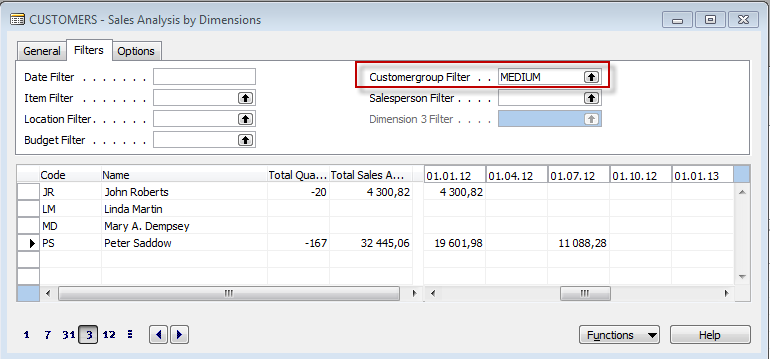 CUSTOMERS - Sales Analysis by Dimensions
General Filters Options
Date Filter . . . . . . . Customergroup Filter . . MEDIUM
Item Filter . . . . . . . Salesperson Filter . . . .
Location Filter. . . . . Dimension 3 Filter . . . .
Budget Filter . . . . . .
Code Name Total Qua... Total Sales A... 01.01.12 01.04.12 01.07.12 01.10.12 01.01.13
JR John Roberts -20 4 300,82 4 300,82
LM Linda Martin
MD Mary A. Dempsey
PS Peter Saddow -167 32 445,06 19 601,98 11 088,28
1 7 31 3 12 Functions Help